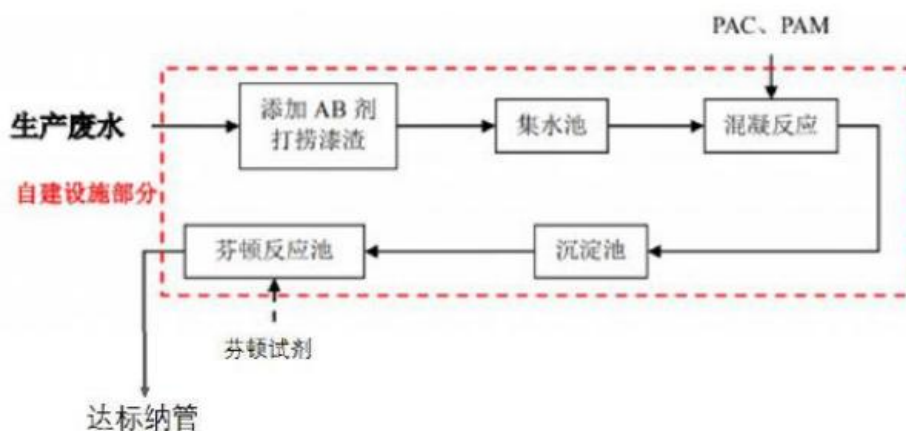 PAC、PAM
生产废水
添加 AB 剂
打捞漆渣
集水池
混凝反应
自建设施部分
芬顿反应池
沉淀池
芬顿试剂
达标纳管